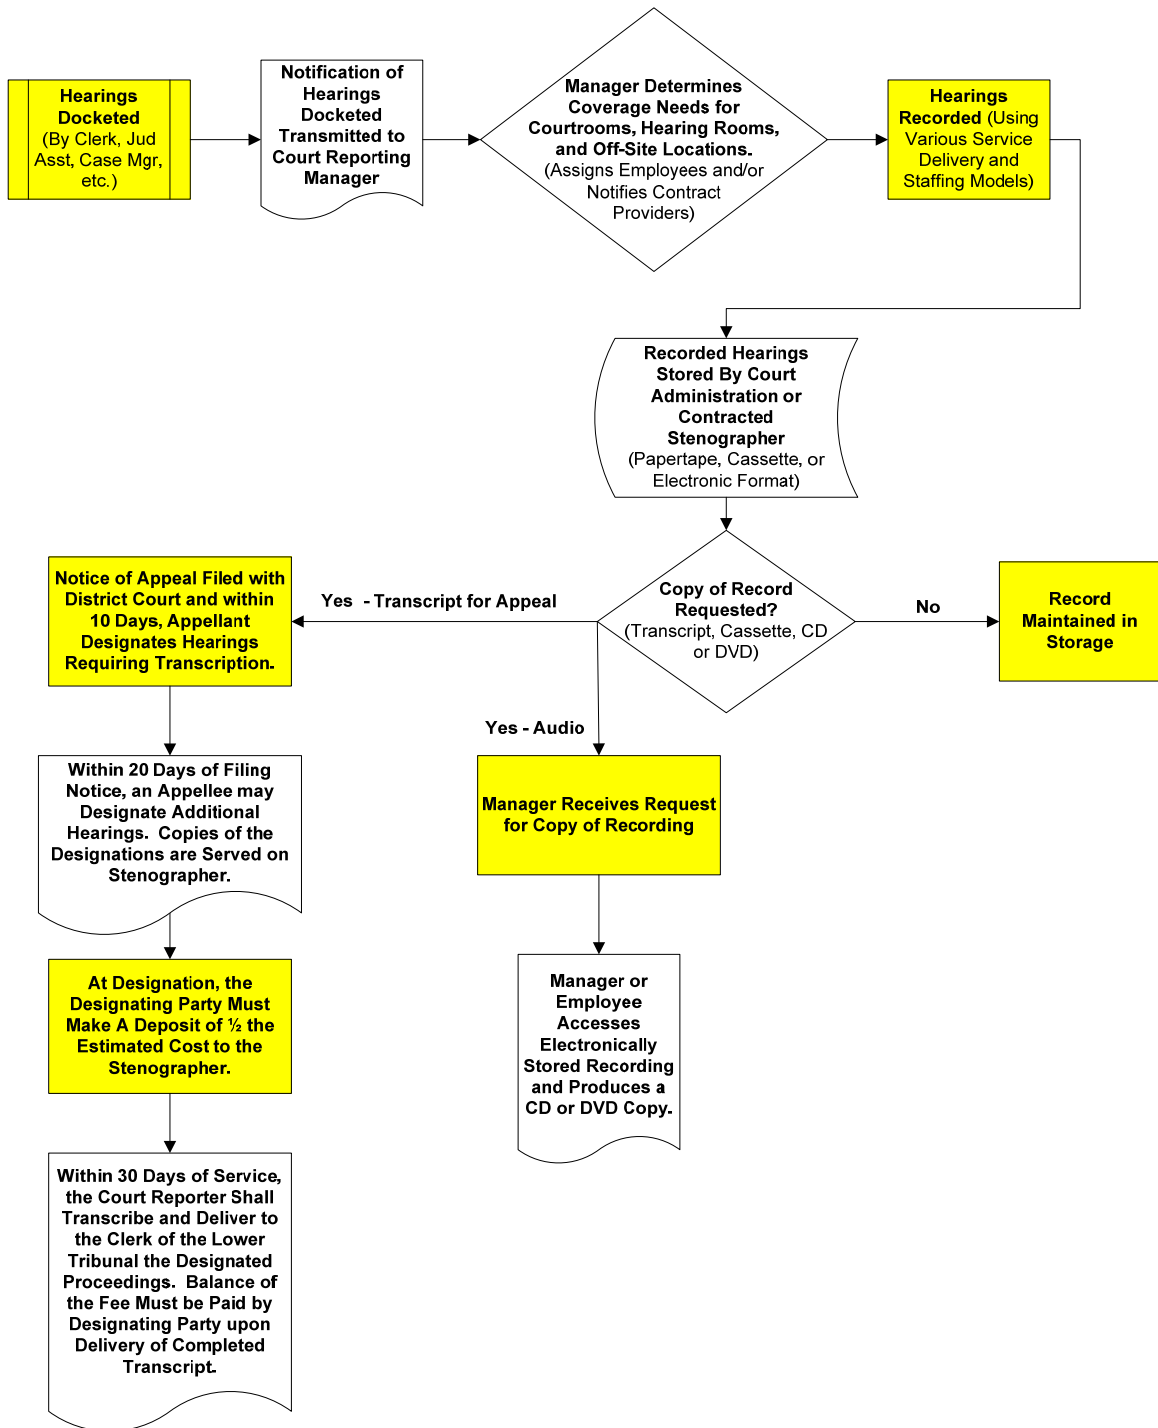 Hearings
Docketed
(By Clerk, Jud
Asst, Case Mgr,
etc.)
Notification of
Hearings
Docketed
Transmitted to
Court Reporting
Manager
Manager Determines
Coverage Needs for
Courtrooms, Hearing Rooms,
and Off-Site Locations.
(Assigns Employees and/or
Notifies Contract
Providers)
Hearings
Recorded (Using
Various Service
Delivery and
Staffing Models)
Recorded Hearings
Stored By Court
Administration or
Contracted
Stenographer
(Papertape, Cassette, or
Electronic Format)
Copy of Record
Requested?
(Transcript, Cassette, CD
or DVD)
No
Record
Maintained in
Storage
Yes - Transcript for Appeal
Notice of Appeal Filed with
District Court and within
10 Days, Appellant
Designates Hearings
Requiring Transcription.
Within 20 Days of Filing
Notice, an Appellee may
Designate Additional
Hearings. Copies of the
Designations are Served on
Stenographer.
At Designation, the
Designating Party Must
Make A Deposit of ½ the
Estimated Cost to the
Stenographer.
Within 30 Days of Service,
the Court Reporter Shall
Transcribe and Deliver to
the Clerk of the Lower
Tribunal the Designated
Proceedings. Balance of
the Fee Must be Paid by
Designating Party upon
Delivery of Completed
Transcript.
Yes - Audio
Manager Receives Request
for Copy of Recording
Manager or
Employee
Accesses
Electronically
Stored Recording
and Produces a
CD or DVD Copy.